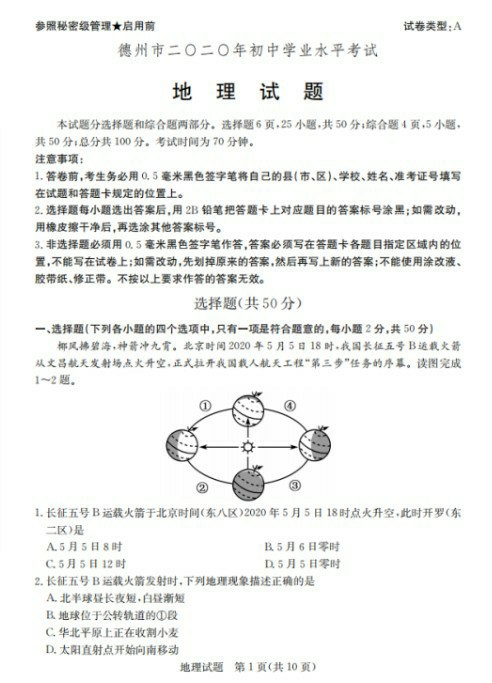 参照秘密级管理★启用前 试卷类型:A
德州市二〇二〇年初中学业水平考试
地 理 试 题
本试题分选择题和综合题两部分。选择题6页,25小题,共50分;综合题4页,5小题,
共50分;总分共100分。考试时间为70分钟。
注意事项:
1.答卷前,考生务必用0.5毫米黑色签字笔将自己的县(市、区)、学校、姓名、准考证号填写
在试题和答题卡规定的位置上。
2.选择题每小题选出答案后,用2B铅笔把答题卡上对应题目的答案标号涂黑;如需改动,
用橡皮擦干净后,再选涂其他答案标号。
3.非选择题必须用0.5毫米黑色签字笔作答,答案必须写在答题卡各题目指定区域内的位
置,不能写在试卷上;如需改动,先划掉原来的答案,然后再写上新的答案;不能使用涂改液、
胶带纸、修正带。不按以上要求作答的答案无效。
选择题(共50分)
一、选择题(下列各小题的四个选项中,只有一项是符合题意的,每小题2分,共50分)
椰风拂碧海,神箭冲九霄。北京时间2020年5月5日18时,我国长征五号B运载火箭
从文昌航天发射场点火升空,正式拉开我国载人航天工程“第三步”任务的序幕。读图完成
1～2题。
① ④
② ③
1.长征五号B运载火箭于北京时间(东八区)2020年5月5日18时点火升空,此时开罗(东
二区)是
A.5月5日8时 B.5月6日零时
C.5月5日12时 D.5月5日零时
2.长征五号B运载火箭发射时,下列地理现象描述正确的是
A.北半球昼长夜短,白昼渐短
B.地球位于公转轨道的①段
C.华北平原上正在收割小麦
D.太阳直射点开始向南移动
地理试题 第1页(共10页)